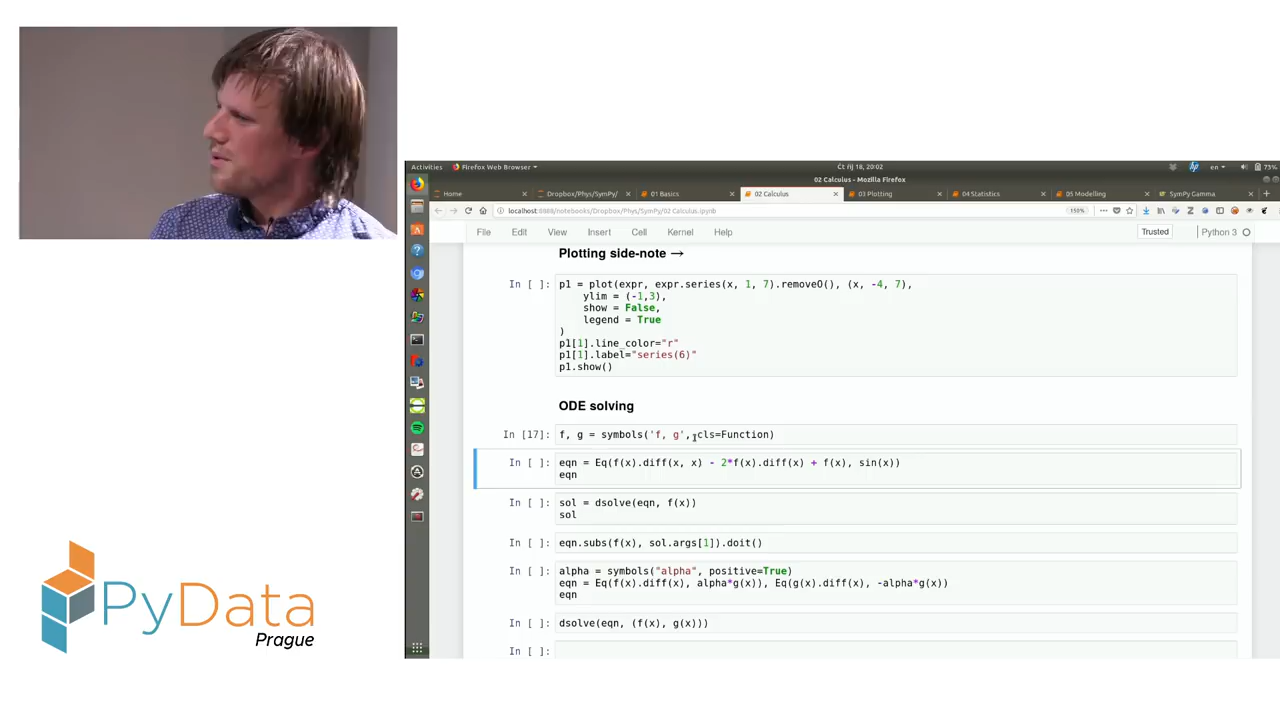 Activities
Firefox Web Browser
Čt říj 18, 20:02
en
73%
02 Calculus - Mozilla Firefox
Home
Dropbox/Phys/SymPy/
01 Basics
02 Calculus
03 Plotting
04 Statistics
05 Modelling
SymPy Gamma
localhost:8888/notebooks/Dropbox/Phys/SymPy/02 Calculus.ipynb
150%
File Edit View Insert Cell Kernel Help
Trusted
Python 3
Plotting side-note →
In [ ]: p1 = plot(expr, expr.series(x, 1, 7).removeO(), (x, -4, 7),
ylim = (-1,3),
show = False,
legend = True
)
p1[1].line_color="r"
p1[1].label="series(6)"
p1.show()
ODE solving
In [17]: f, g = symbols('f, g', cls=Function)
In [ ]: eqn = Eq(f(x).diff(x, x) - 2*f(x).diff(x) + f(x), sin(x))
eqn
In [ ]: sol = dsolve(eqn, f(x))
sol
In [ ]: eqn.subs(f(x), sol.args[1]).doit()
In [ ]: alpha = symbols("alpha", positive=True)
eqn = Eq(f(x).diff(x), alpha*g(x)), Eq(g(x).diff(x), -alpha*g(x))
eqn
In [ ]: dsolve(eqn, (f(x), g(x)))
In [ ]:
PyData
Prague